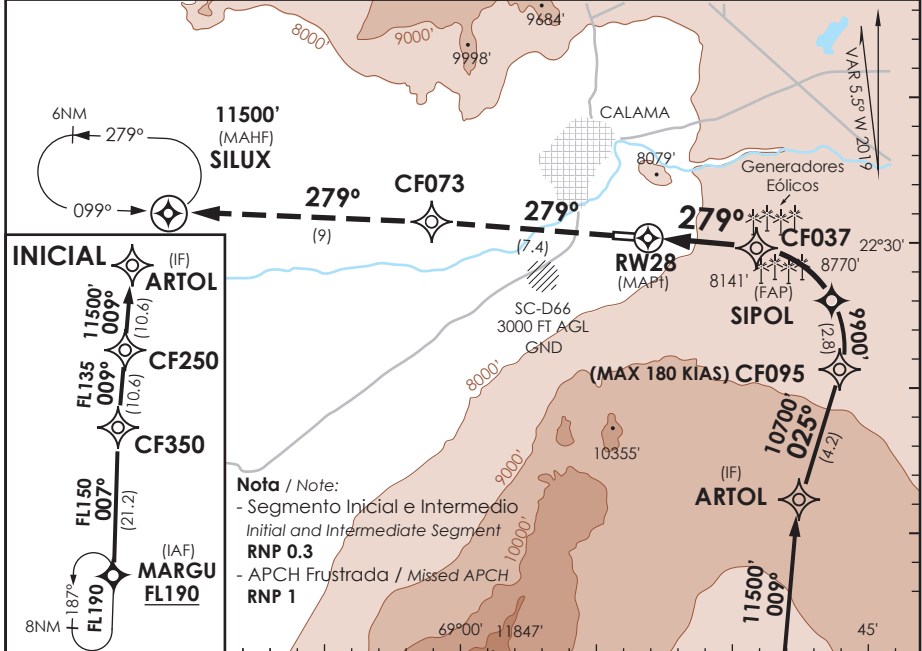 9684'
8000'
9000'
9998'
VAR 5.5° W 2019
6NM
279°
11500'
(MAHF)
SILUX
099°
CALAMA
8079'
Generadores
Eólicos
CF073
279°
(9)
279°
(7.4)
279°
CF037
22°30'
RW28
(MAPt)
8141'
8770'
(FAP)
SIPOL
SC-D66
3000 FT AGL
GND
9900'
(2.8)
8000'
(MAX 180 KIAS) CF095
10700'
025°
(4.2)
9000'
10355'
10000'
(IF)
ARTOL
11500'
009°
INICIAL
(IF)
ARTOL
11500'
009°
(10.6)
CF250
FL135
009°
(10.6)
CF350
FL150
007°
(21.2)
(IAF)
MARGU
FL190
187°
FL190
8NM
Nota / Note:
- Segmento Inicial e Intermedio
Initial and Intermediate Segment
RNP 0.3
- APCH Frustrada / Missed APCH
RNP 1
69°00'
11847'
45'